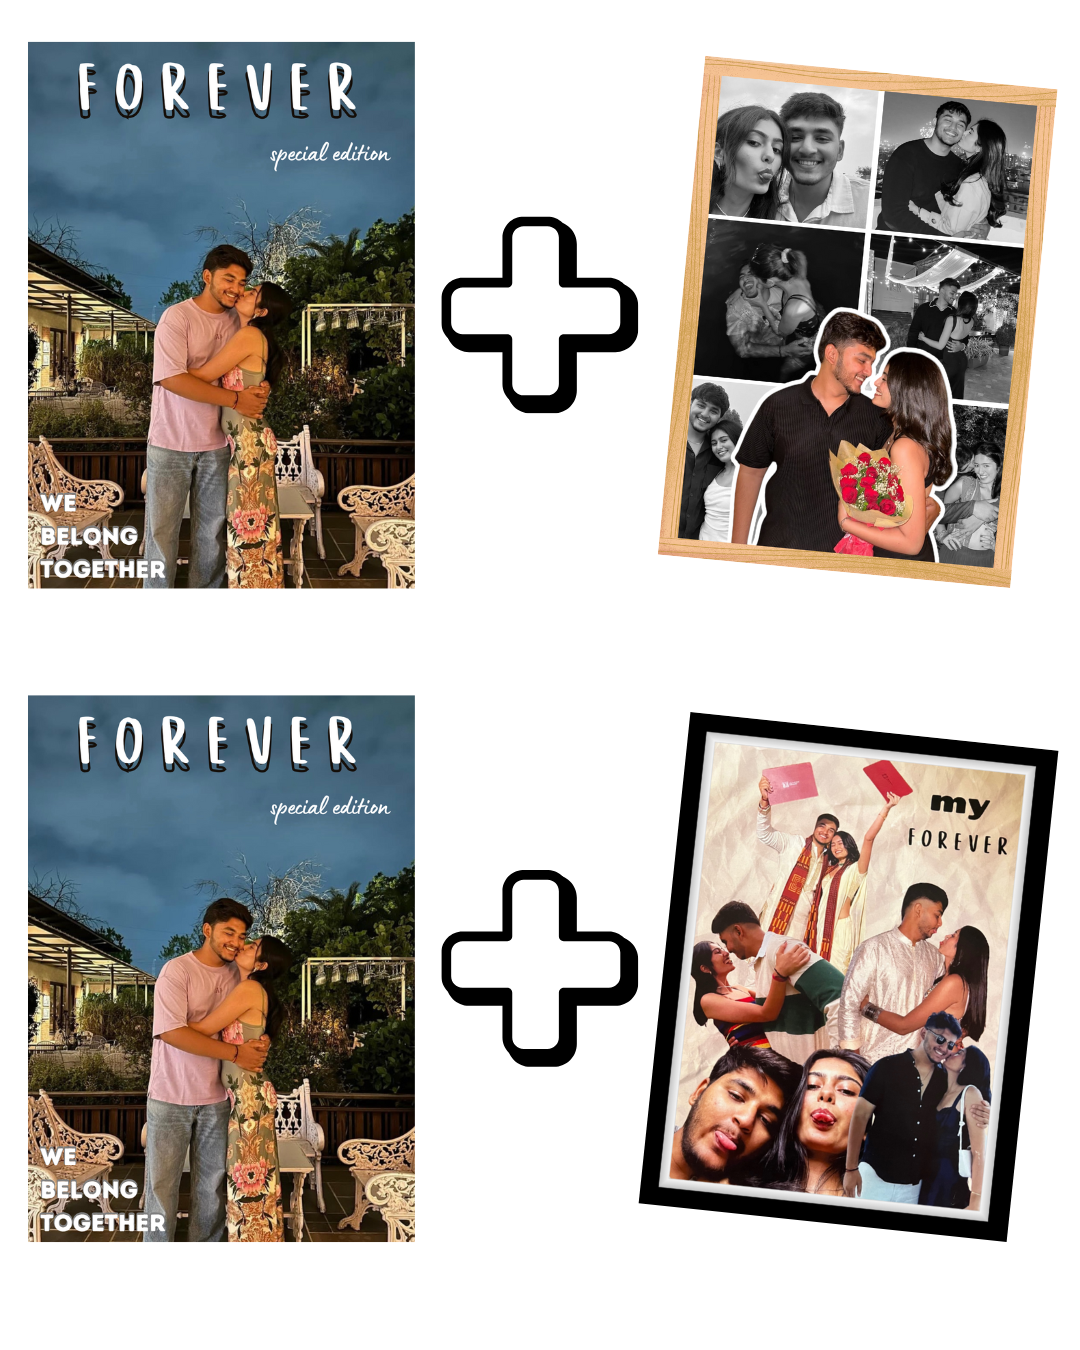 FOREVER
special edition
WE
BELONG
TOGETHER
FOREVER
special edition
WE
BELONG
TOGETHER
my
FOREVER